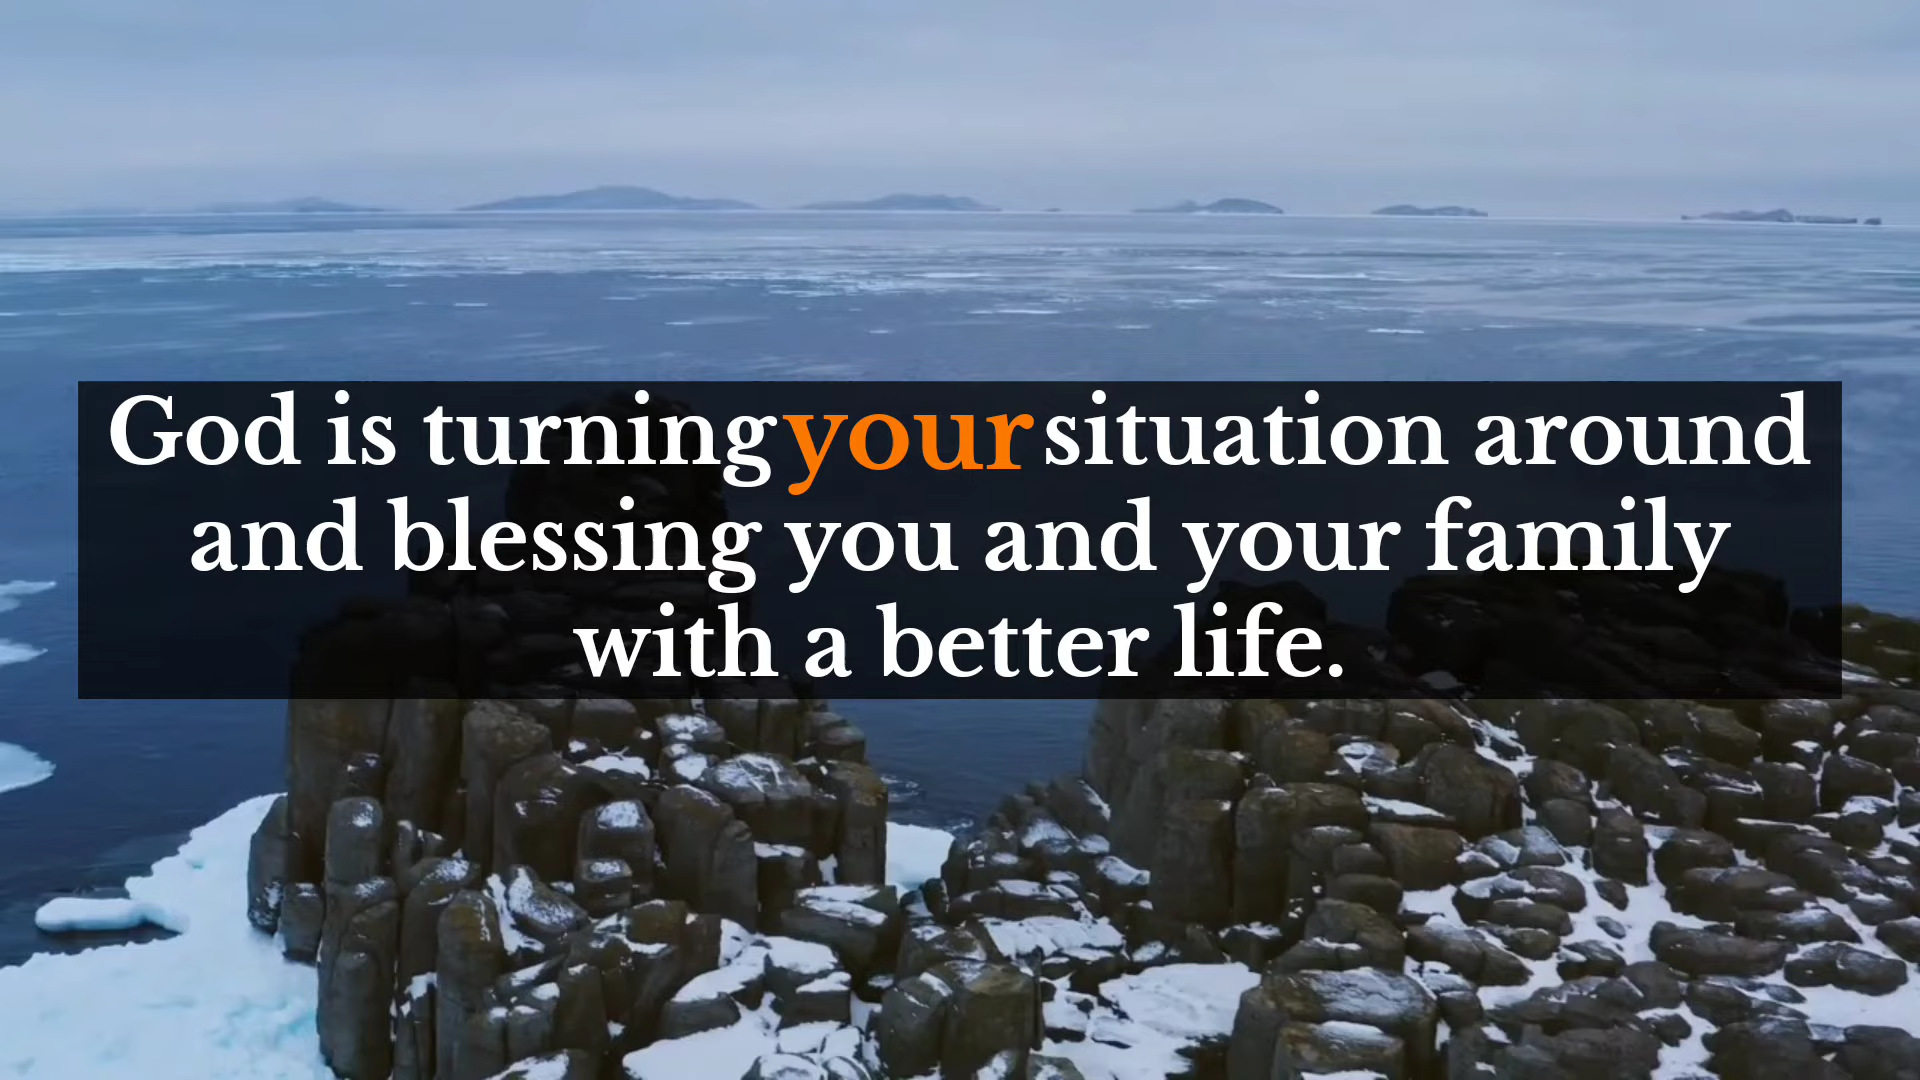 God is turning your situation around
and blessing you and your family
with a better life.